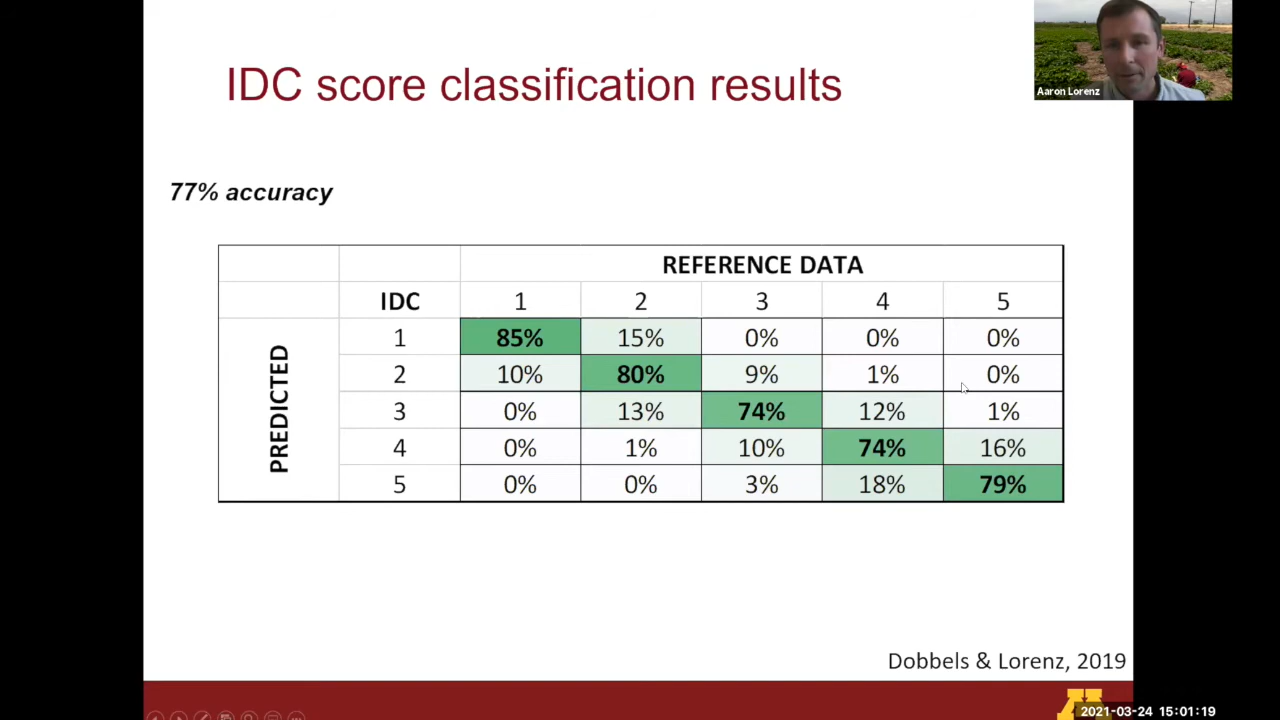 Aaron Lorenz
IDC score classification results
77% accuracy
REFERENCE DATA
IDC 1 2 3 4 5
PREDICTED
1 85% 15% 0% 0% 0%
2 10% 80% 9% 1% 0%
3 0% 13% 74% 12% 1%
4 0% 1% 10% 74% 16%
5 0% 0% 3% 18% 79%
Dobbels & Lorenz, 2019
2021-03-24 15:01:19